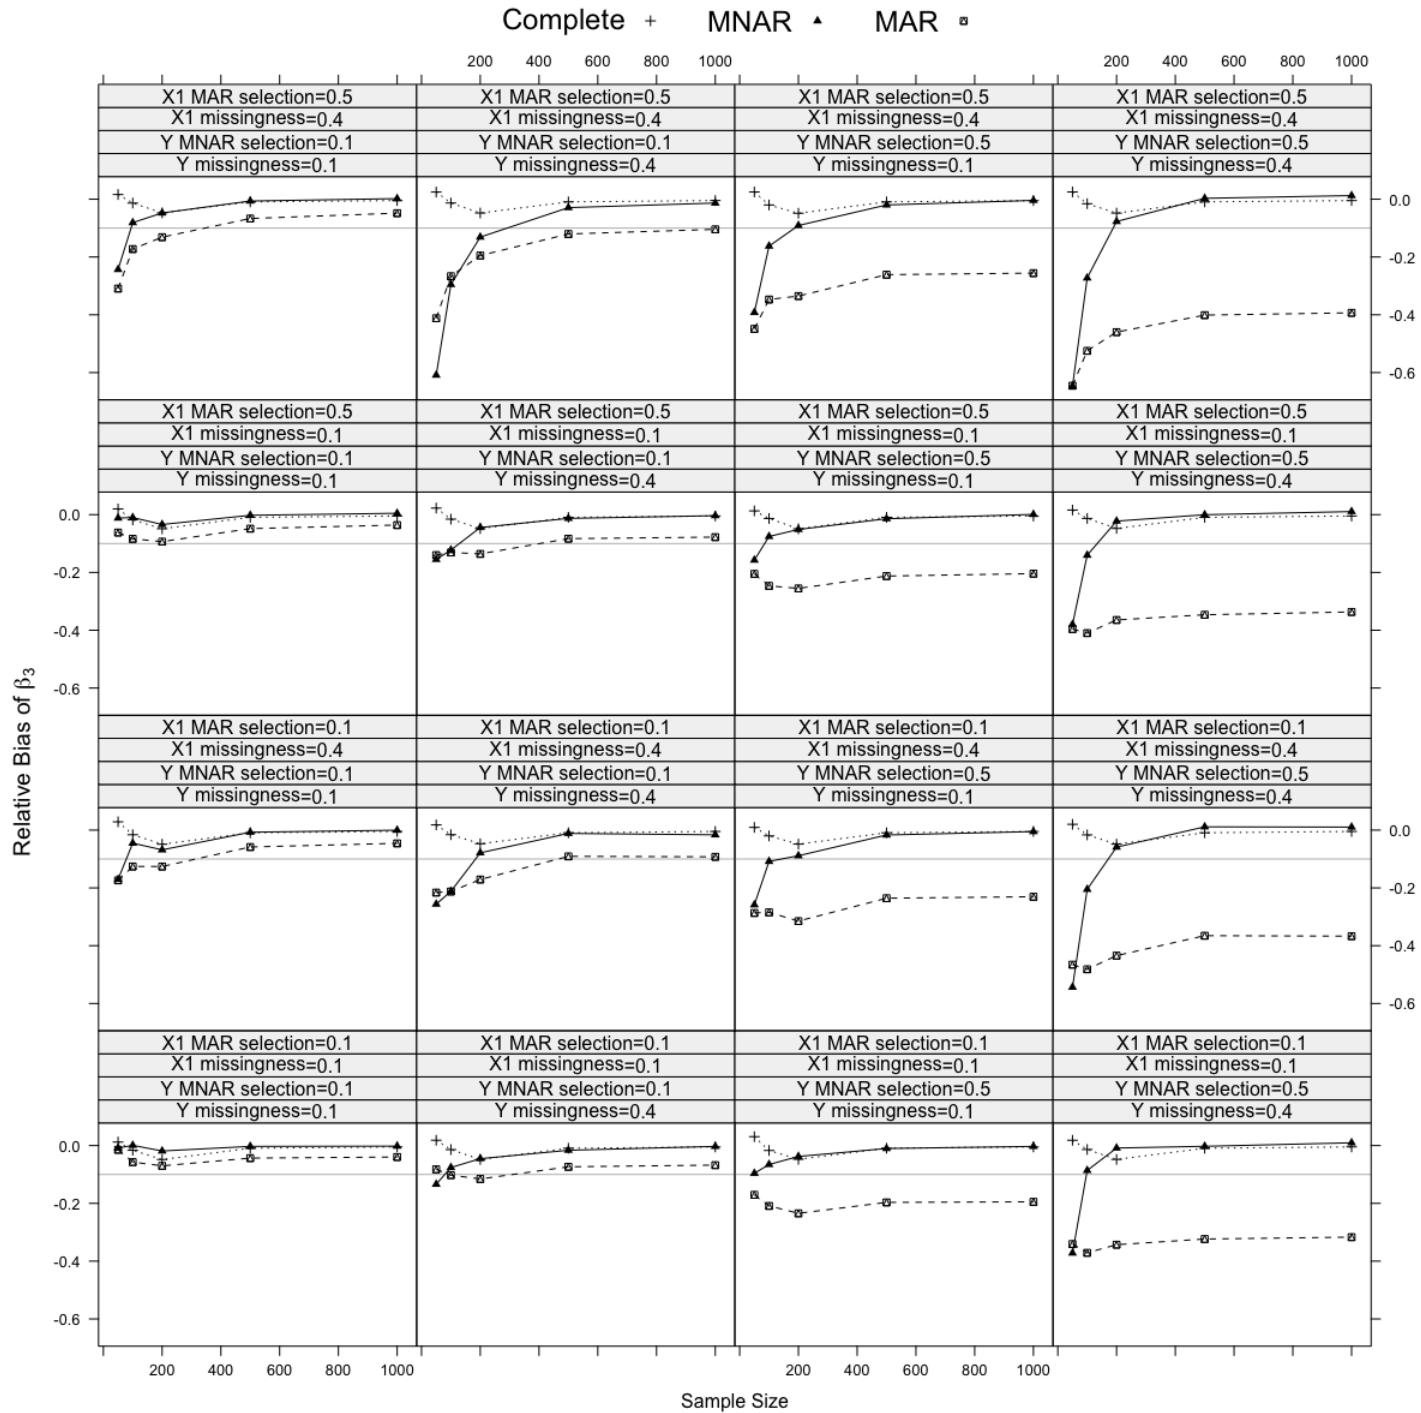 Complete + MNAR ▲ MAR
200 400 600 800 1000 200 400 600 800 1000
X1 MAR selection=0.5 X1 MAR selection=0.5 X1 MAR selection=0.5 X1 MAR selection=0.5
X1 missingness=0.4 X1 missingness=0.4 X1 missingness=0.4 X1 missingness=0.4
Y MNAR selection=0.1 Y MNAR selection=0.1 Y MNAR selection=0.5 Y MNAR selection=0.5
Y missingness=0.1 Y missingness=0.4 Y missingness=0.1 Y missingness=0.4
0.0
-0.2
-0.4
-0.6
X1 MAR selection=0.5 X1 MAR selection=0.5 X1 MAR selection=0.5 X1 MAR selection=0.5
X1 missingness=0.1 X1 missingness=0.1 X1 missingness=0.1 X1 missingness=0.1
Y MNAR selection=0.1 Y MNAR selection=0.1 Y MNAR selection=0.5 Y MNAR selection=0.5
Y missingness=0.1 Y missingness=0.4 Y missingness=0.1 Y missingness=0.4
0.0
-0.2
-0.4
-0.6
Relative Bias of β3
X1 MAR selection=0.1 X1 MAR selection=0.1 X1 MAR selection=0.1 X1 MAR selection=0.1
X1 missingness=0.4 X1 missingness=0.4 X1 missingness=0.4 X1 missingness=0.4
Y MNAR selection=0.1 Y MNAR selection=0.1 Y MNAR selection=0.5 Y MNAR selection=0.5
Y missingness=0.1 Y missingness=0.4 Y missingness=0.1 Y missingness=0.4
0.0
-0.2
-0.4
-0.6
X1 MAR selection=0.1 X1 MAR selection=0.1 X1 MAR selection=0.1 X1 MAR selection=0.1
X1 missingness=0.1 X1 missingness=0.1 X1 missingness=0.1 X1 missingness=0.1
Y MNAR selection=0.1 Y MNAR selection=0.1 Y MNAR selection=0.5 Y MNAR selection=0.5
Y missingness=0.1 Y missingness=0.4 Y missingness=0.1 Y missingness=0.4
0.0
-0.2
-0.4
-0.6
200 400 600 800 1000 200 400 600 800 1000
Sample Size